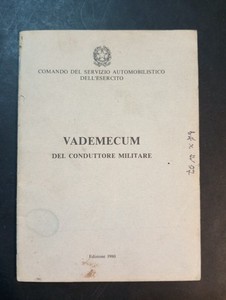 COMANDO DEL SERVIZIO AUTOMOBILISTICO
DELL'ESERCITO
VADEMECUM
DEL CONDUTTORE MILITARE